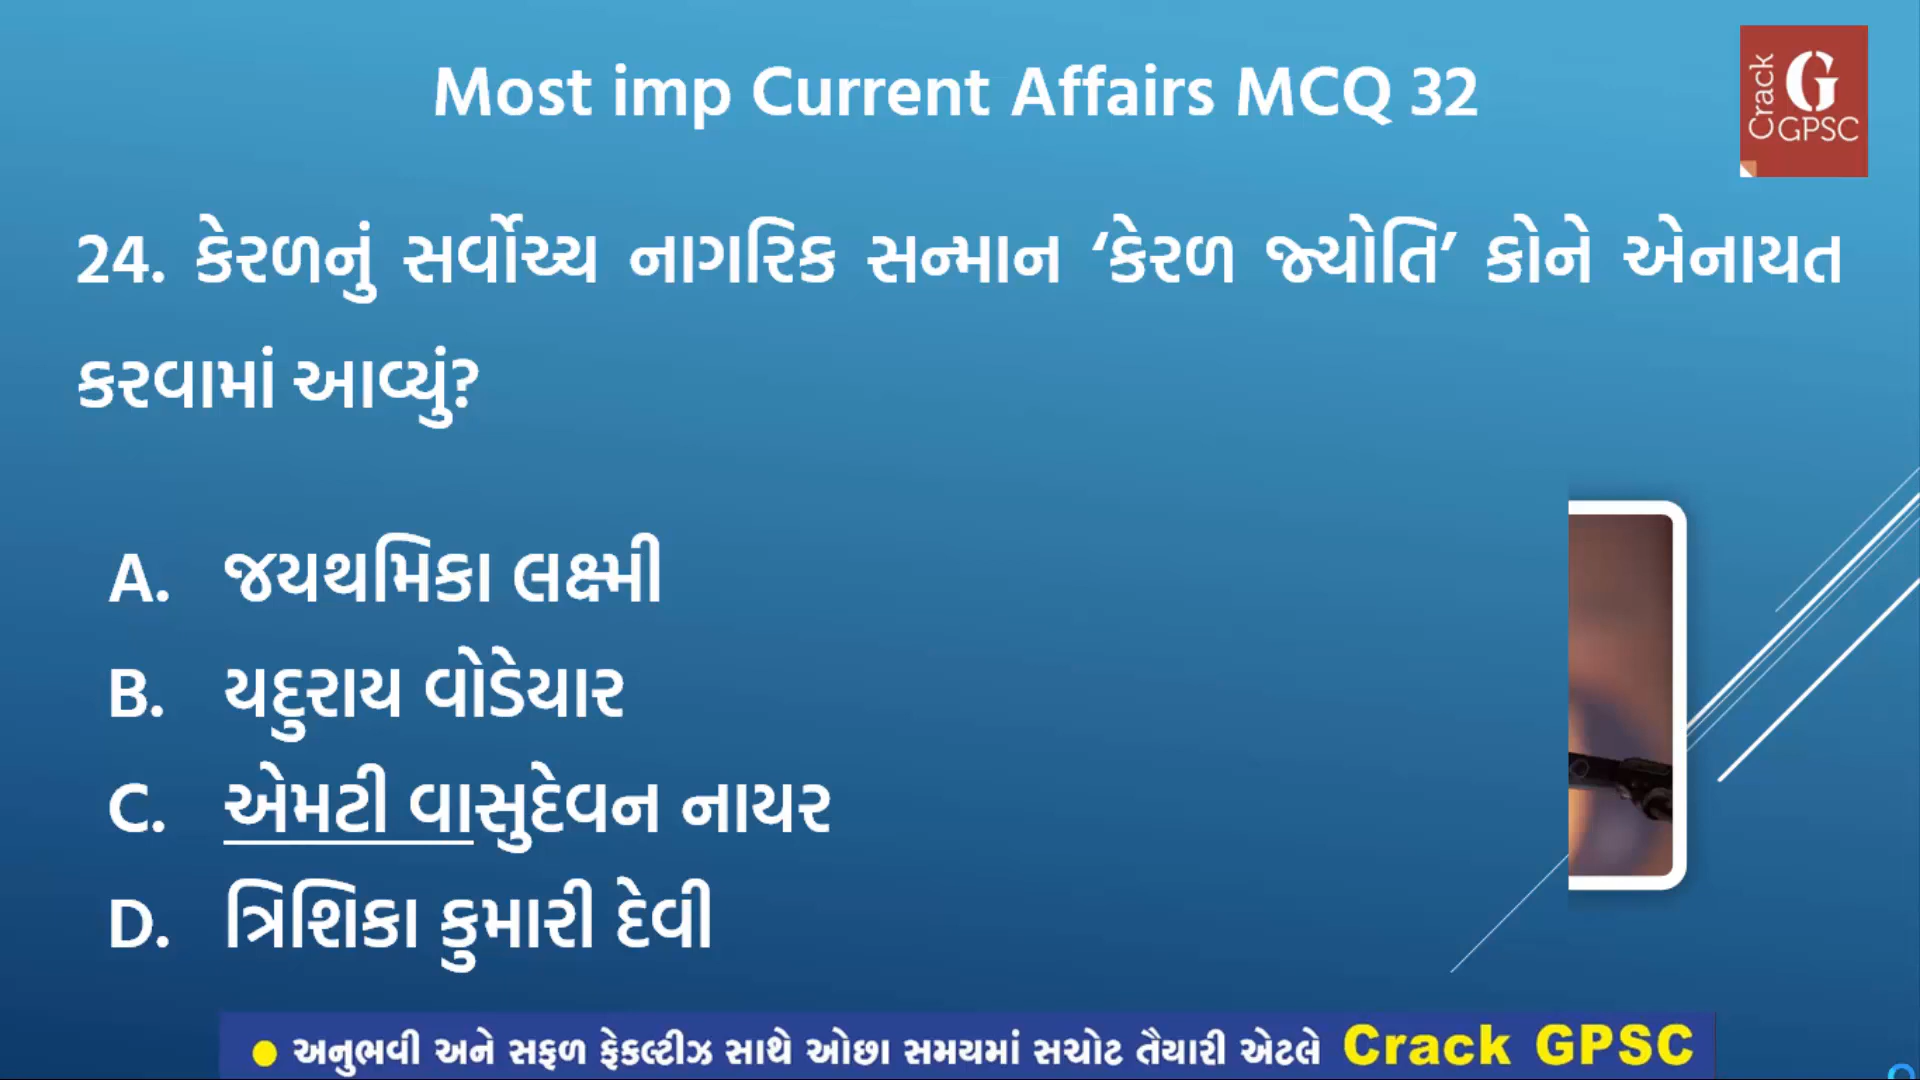 Most imp Current Affairs MCQ 32
Crack
G
GPSC
24. કેરળનું સર્વોચ્ચ નાગરિક સન્માન ‘કેરળ જ્યોતિ’ કોને એનાયત
કરવામાં આવ્યું?
A. જયથમિકા લક્ષ્મી
B. યદુરાય વોડેયાર
C. એમટી વાસુદેવન નાયર
D. ત્રિશિકા કુમારી દેવી
● અનુભવી અને સફળ ફેકલ્ટીઝ સાથે ઓછા સમયમાં સચોટ તૈયારી એટલે Crack GPSC